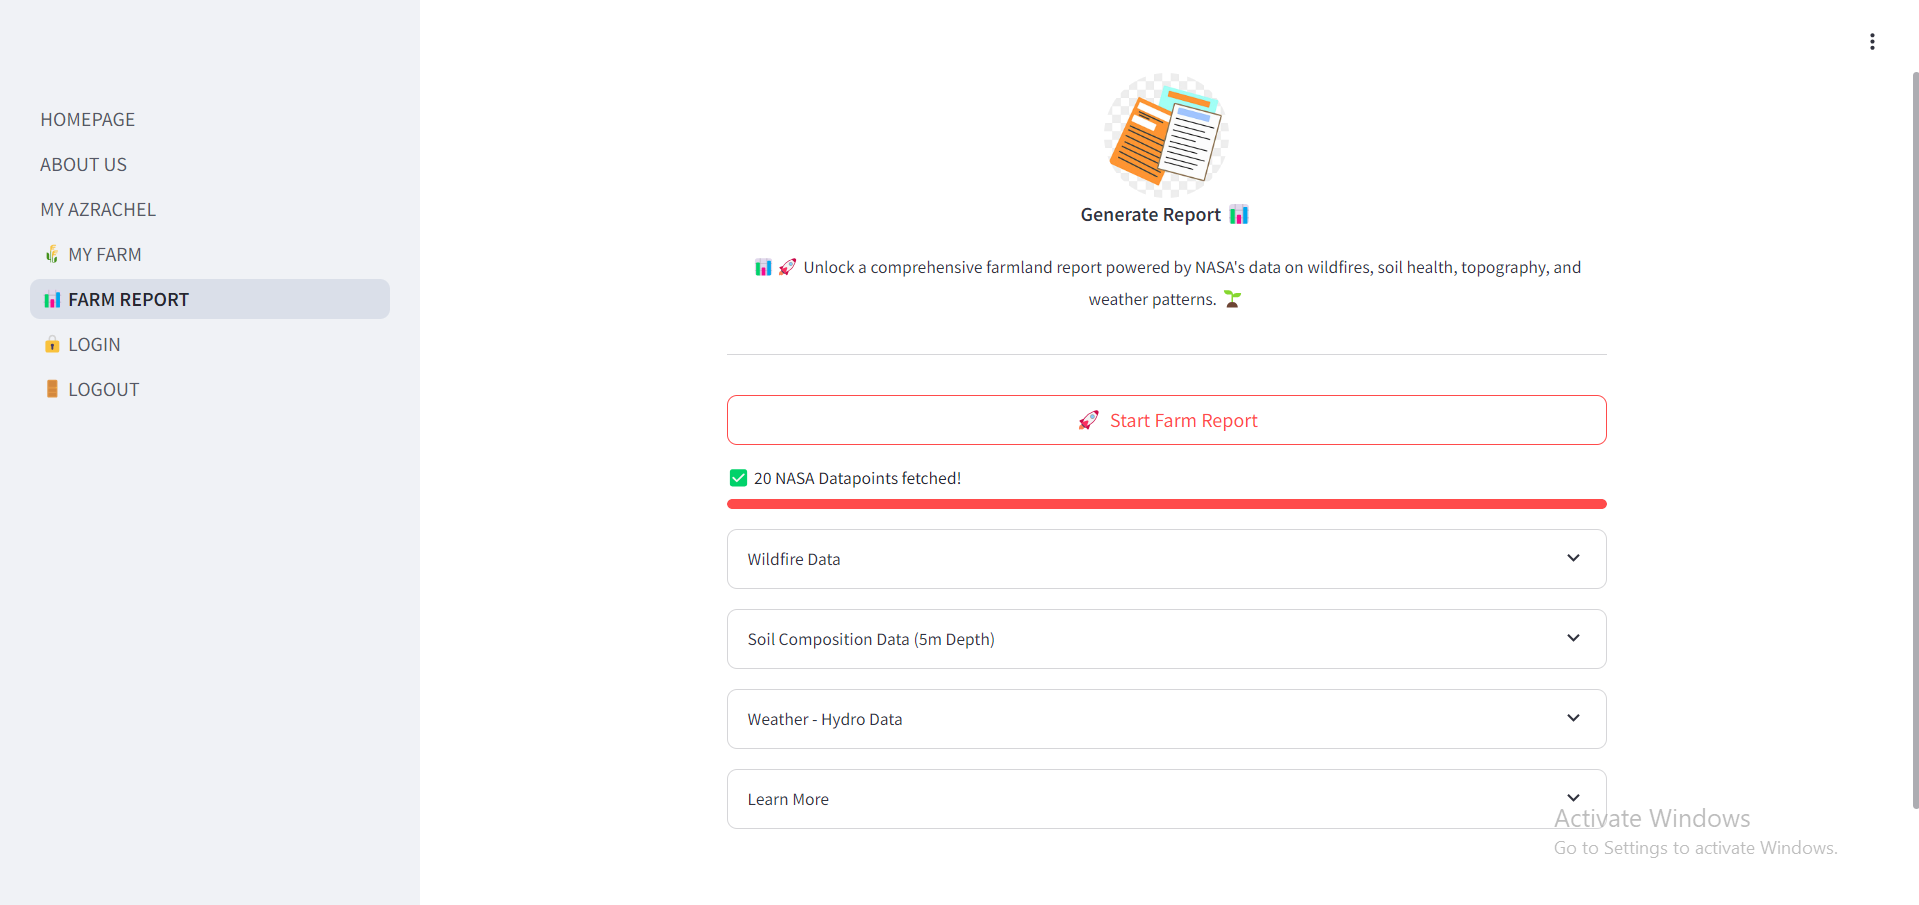 HOMEPAGE
ABOUT US
MY AZRACHEL
MY FARM
FARM REPORT
LOGIN
LOGOUT
Generate Report
Unlock a comprehensive farmland report powered by NASA's data on wildfires, soil health, topography, and
weather patterns.
Start Farm Report
20 NASA Datapoints fetched!
Wildfire Data
Soil Composition Data (5m Depth)
Weather - Hydro Data
Learn More
Activate Windows
Go to Settings to activate Windows.